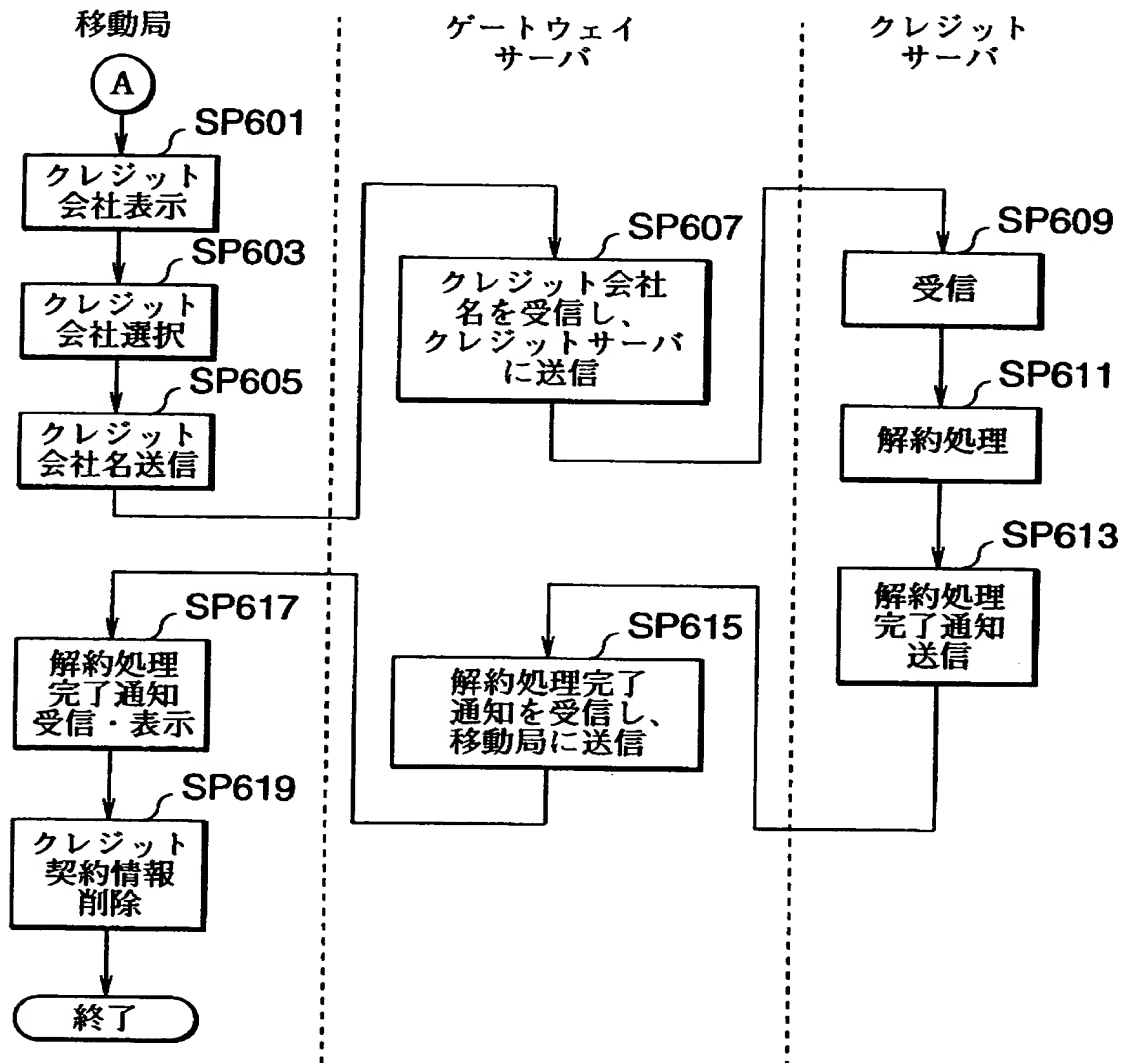 移動局
ゲートウェイ
サーバ
クレジット
サーバ
A
SP601
クレジット
会社表示
SP603
クレジット
会社選択
SP605
クレジット
会社名送信
SP607
クレジット会社
名を受信し、
クレジットサーバ
に送信
SP609
受信
SP611
解約処理
SP613
解約処理
完了通知
送信
SP615
解約処理完了
通知を受信し、
移動局に送信
SP617
解約処理
完了通知
受信・表示
SP619
クレジット
契約情報
削除
終了